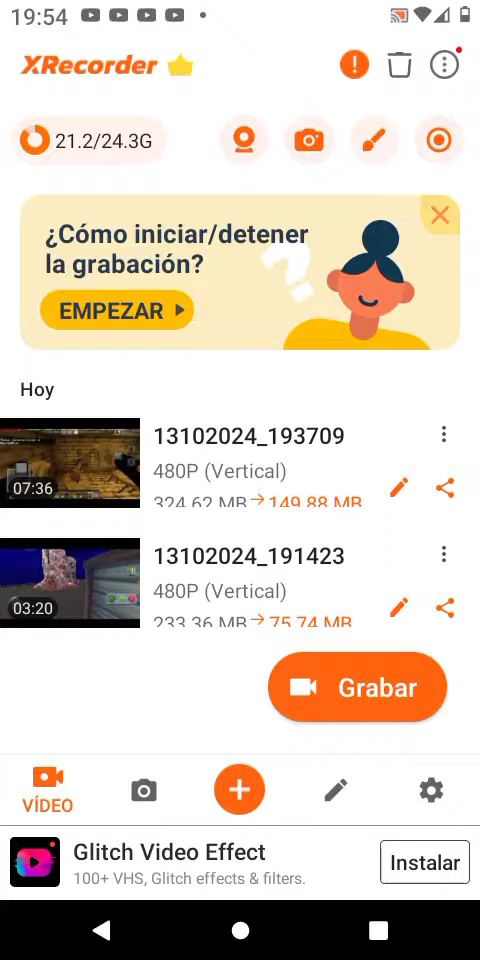 19:54
XRecorder
21.2/24.3G
¿Cómo iniciar/detener
la grabación?
EMPEZAR
Hoy
13102024_193709
480P (Vertical)
07:36
324.62 MB→149.88 MB
13102024_191423
480P (Vertical)
03:20
233.36 MB→75.74 MB
Grabar
VÍDEO
Glitch Video Effect
100+ VHS, Glitch effects & filters.
Instalar